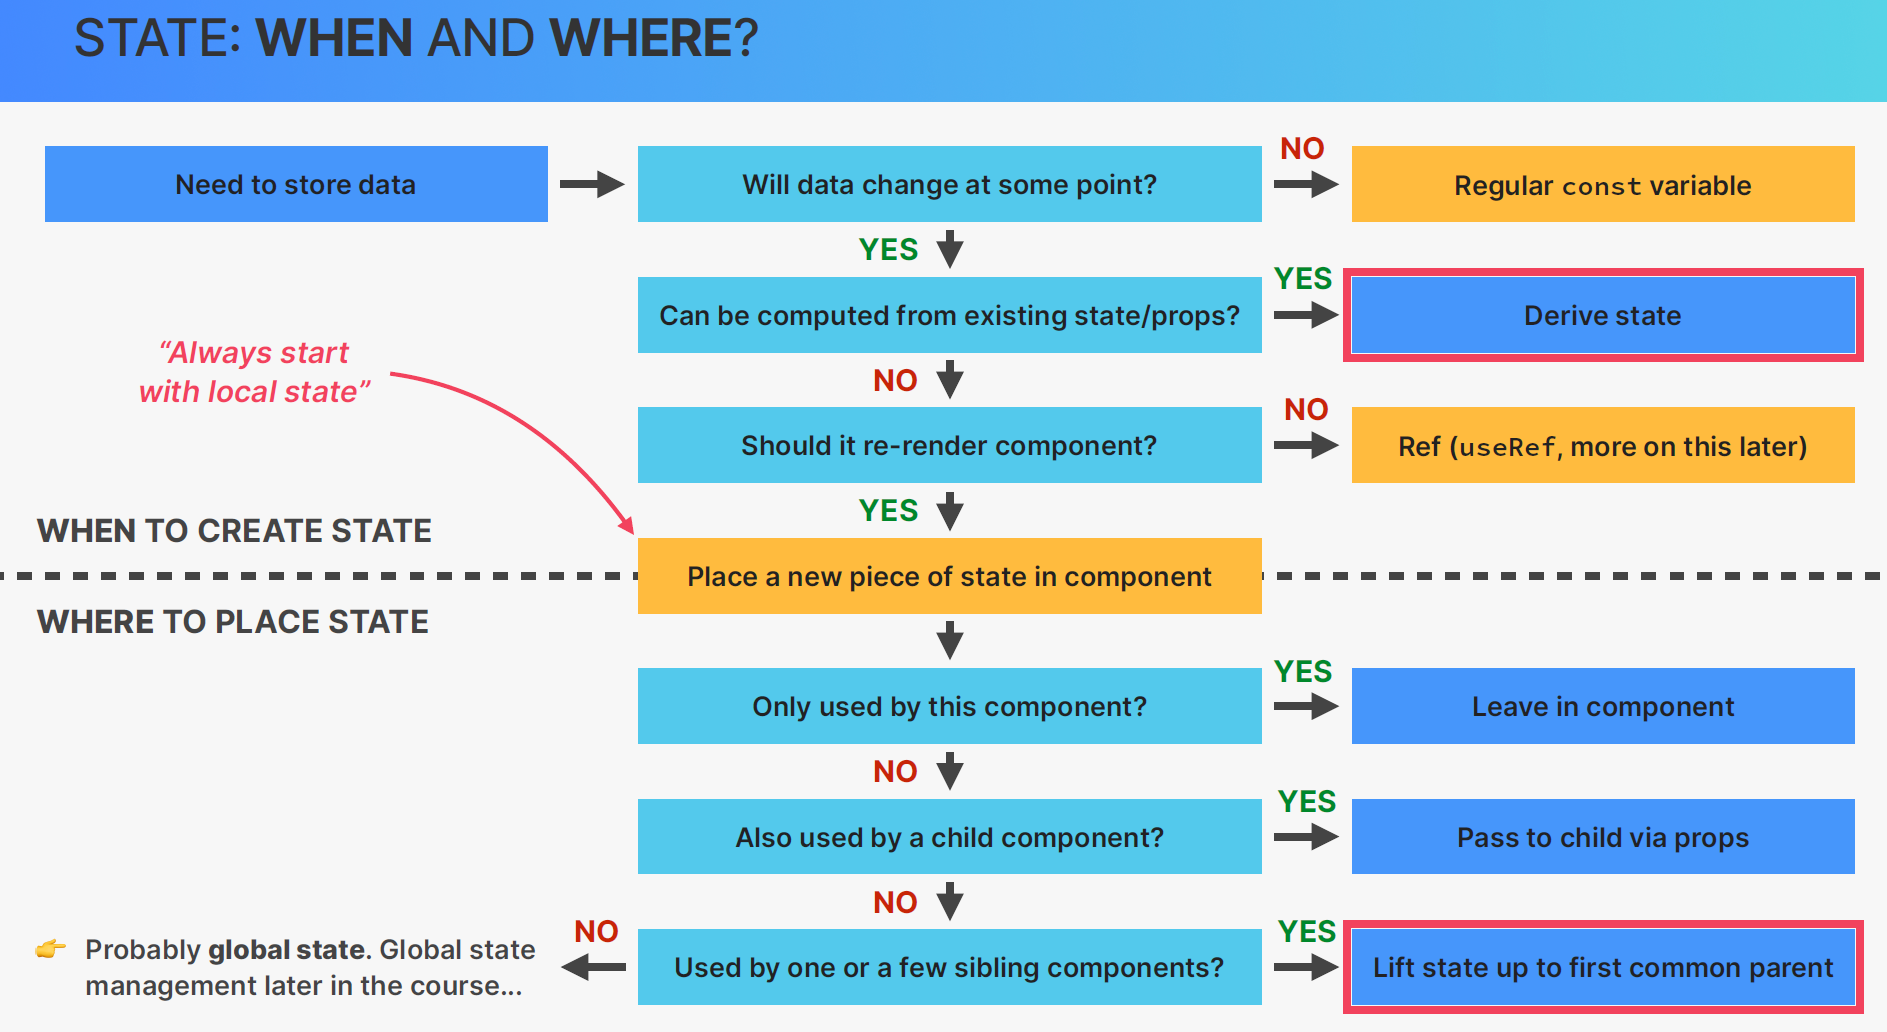 STATE: WHEN AND WHERE?
Need to store data
Will data change at some point?
NO
Regular const variable
YES
Can be computed from existing state/props?
YES
Derive state
“Always start
with local state”
NO
Should it re-render component?
NO
Ref (useRef, more on this later)
YES
WHEN TO CREATE STATE
Place a new piece of state in component
WHERE TO PLACE STATE
Only used by this component?
YES
Leave in component
NO
Also used by a child component?
YES
Pass to child via props
NO
Used by one or a few sibling components?
YES
Lift state up to first common parent
NO
👉 Probably global state. Global state
management later in the course...